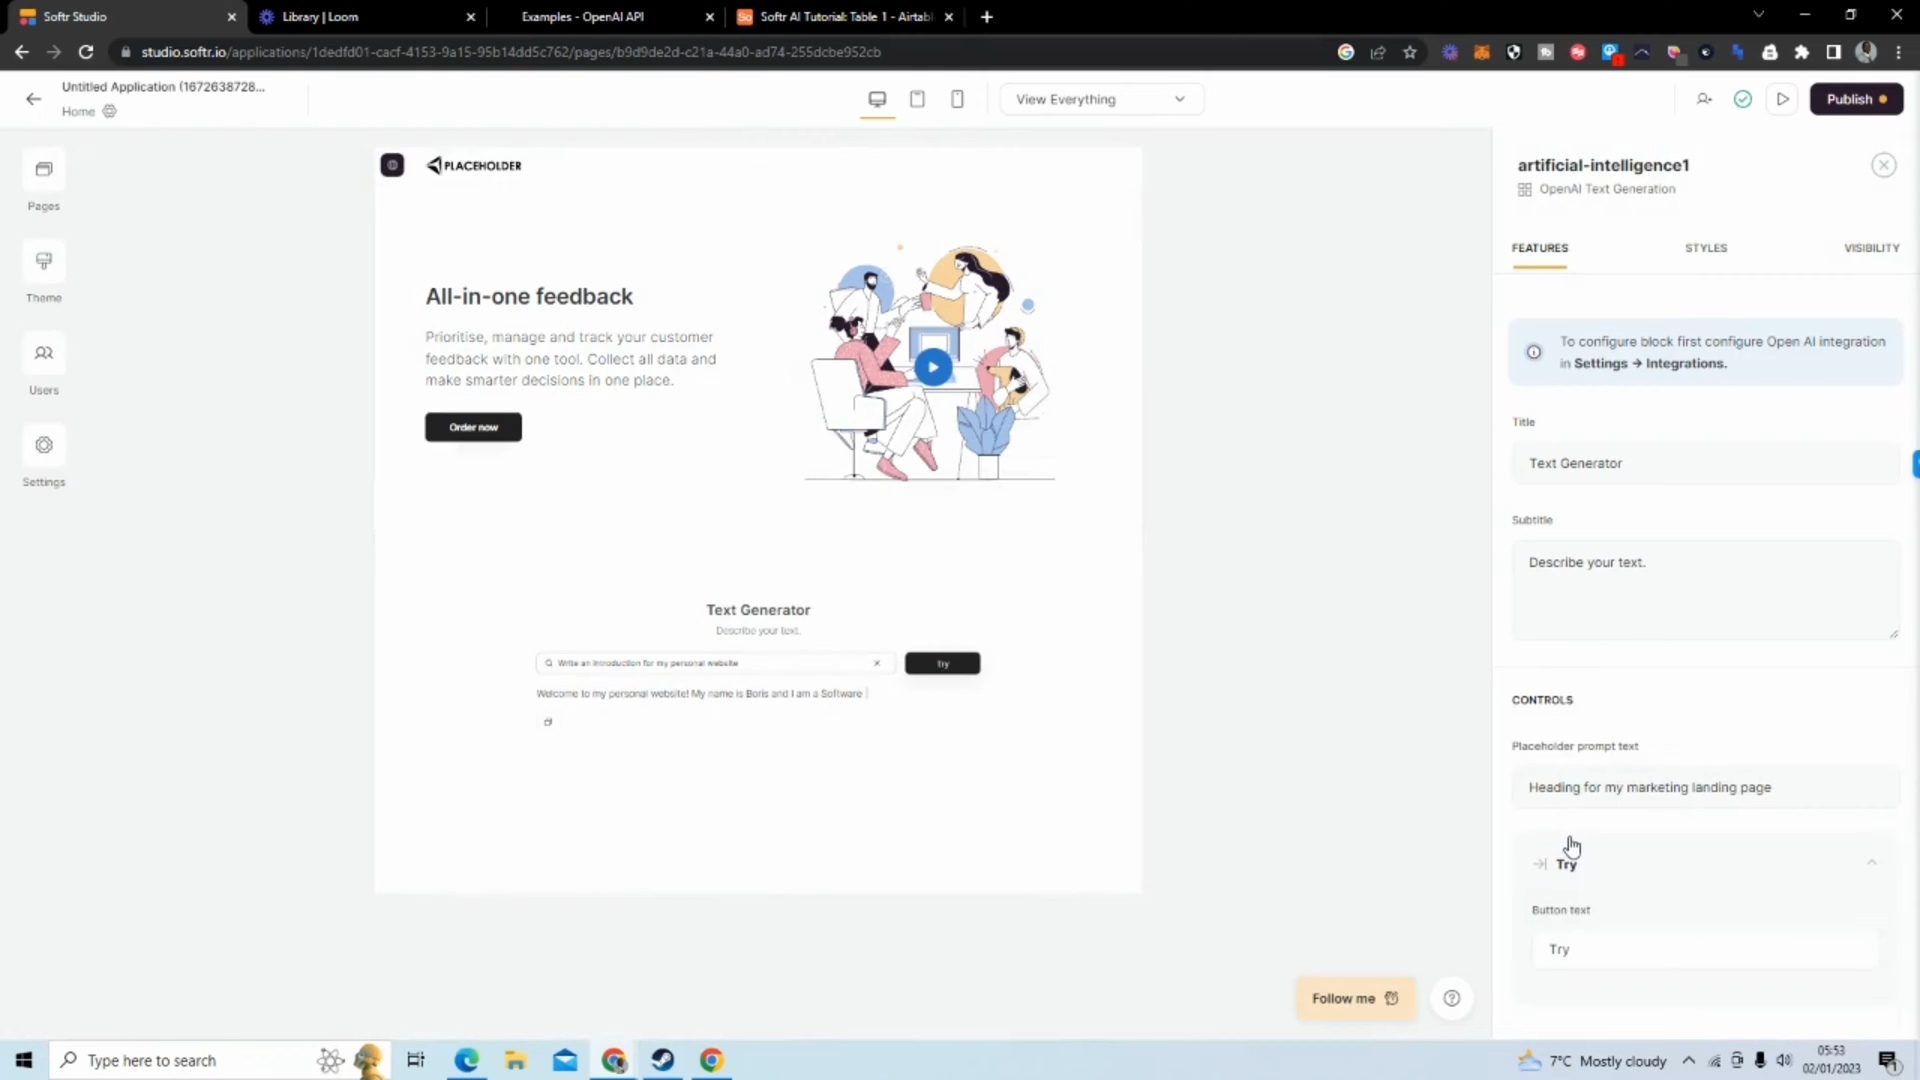 Softr Studio
Library | Loom
Examples - OpenAI API
Softr AI Tutorial: Table 1 - Airtabl
studio.softr.io/applications/1dedfd01-cacf-4153-9a15-95b14dd5c762/pages/b9d9de2d-c21a-44a0-ad74-255dcbe952cb
Untitled Application (1672638728...
Home
View Everything
Publish
Pages
Theme
Users
Settings
PLACEHOLDER
All-in-one feedback
Prioritise, manage and track your customer
feedback with one tool. Collect all data and
make smarter decisions in one place.
Order now
Text Generator
Describe your text.
Write an introduction for my personal website
Try
Welcome to my personal website! My name is Boris and I am a Software
artificial-intelligence1
OpenAI Text Generation
FEATURES
STYLES
VISIBILITY
To configure block first configure Open AI integration
in Settings → Integrations.
Title
Text Generator
Subtitle
Describe your text.
CONTROLS
Placeholder prompt text
Heading for my marketing landing page
Try
Button text
Try
Follow me
Type here to search
7°C Mostly cloudy
05:53
02/01/2023
1